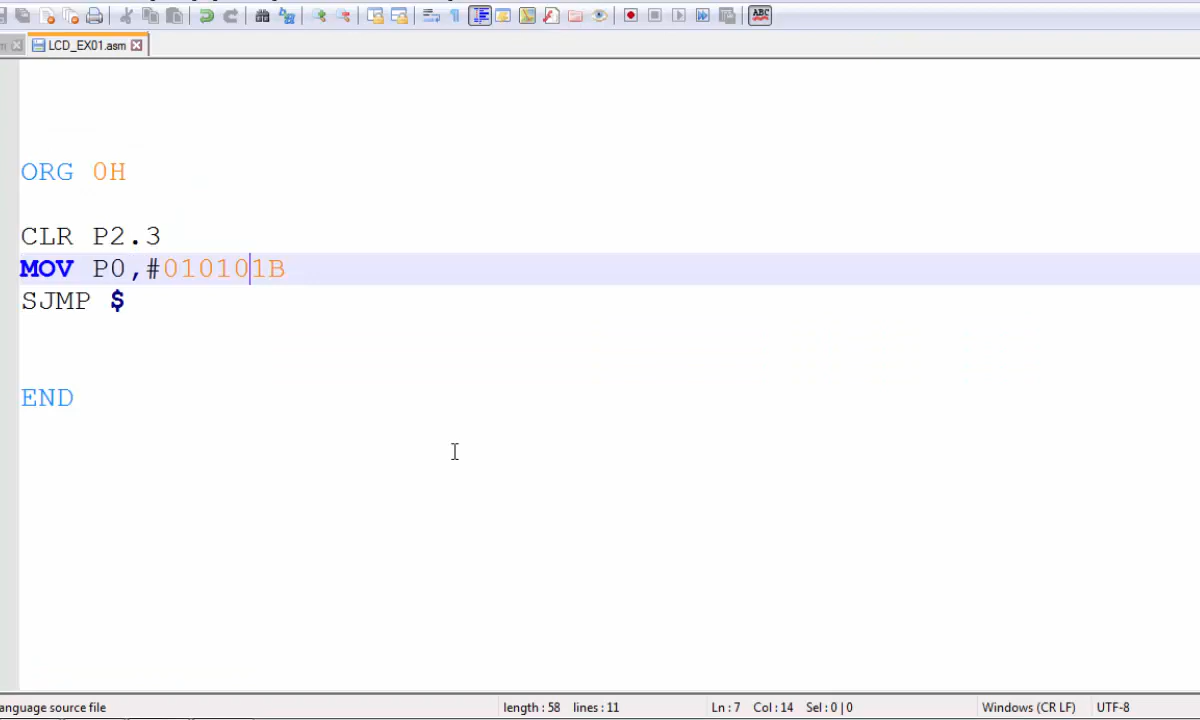 ABC
LCD_EX01.asm
ORG 0H
CLR P2.3
MOV P0,#010101B
SJMP $
END
anguage source file length : 58 lines : 11 Ln : 7 Col : 14 Sel : 0 | 0 Windows (CR LF) UTF-8